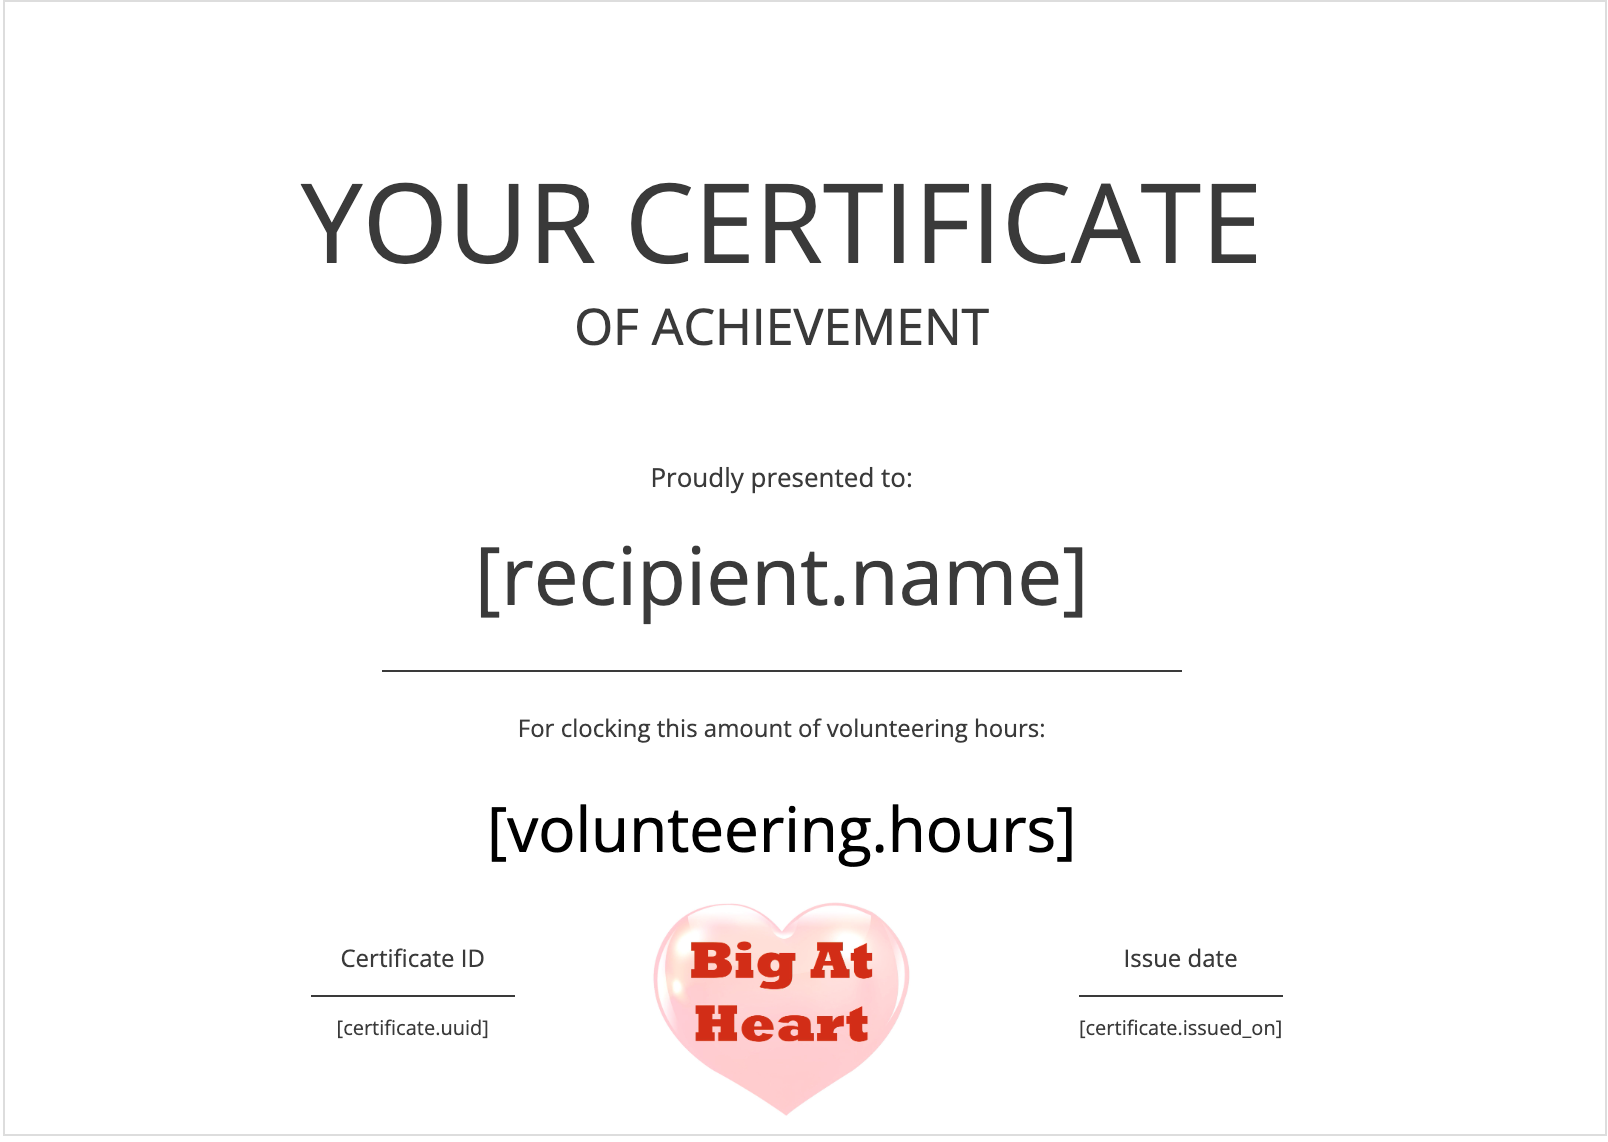 YOUR CERTIFICATE
OF ACHIEVEMENT
Proudly presented to:
[recipient.name]
For clocking this amount of volunteering hours:
[volunteering.hours]
Certificate ID
[certificate.uuid]
Big At
Heart
Issue date
[certificate.issued_on]